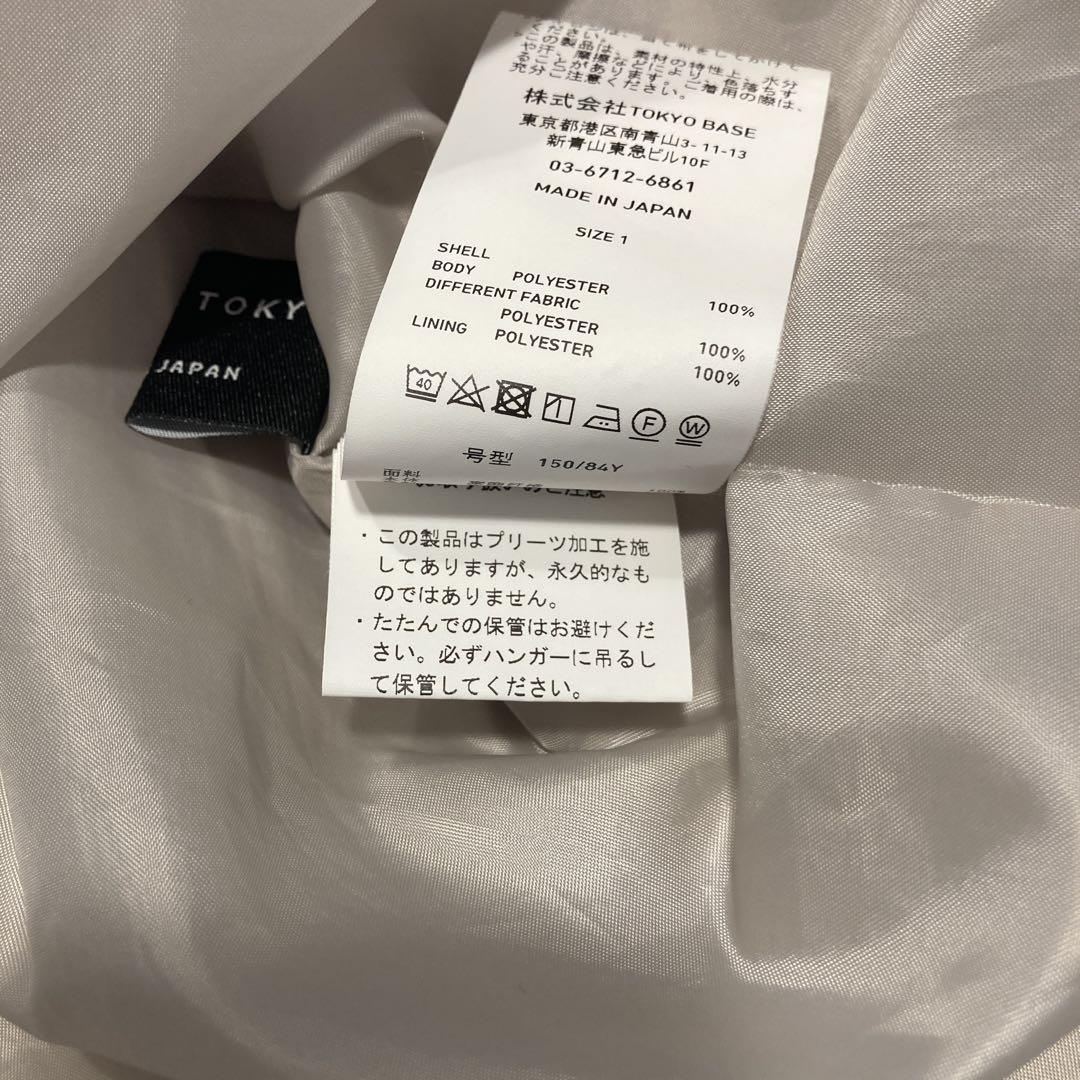 ください。
この製品は、素材の特性上、水分
や汗、摩擦などにより、色落ちす
ることがあります。ご着用の際は、
充分ご注意ください。
株式会社TOKYO BASE
東京都港区南青山3-11-13
新青山東急ビル10F
03-6712-6861
MADE IN JAPAN
SIZE 1
SHELL
BODY POLYESTER 100%
DIFFERENT FABRIC
POLYESTER 100%
LINING POLYESTER 100%
40
F W
号型 150/84Y
面料
TOKY
JAPAN
・この製品はプリーツ加工を施
してありますが、永久的なも
のではありません。
・たたんでの保管はお避けくだ
さい。必ずハンガーに吊るし
て保管してください。